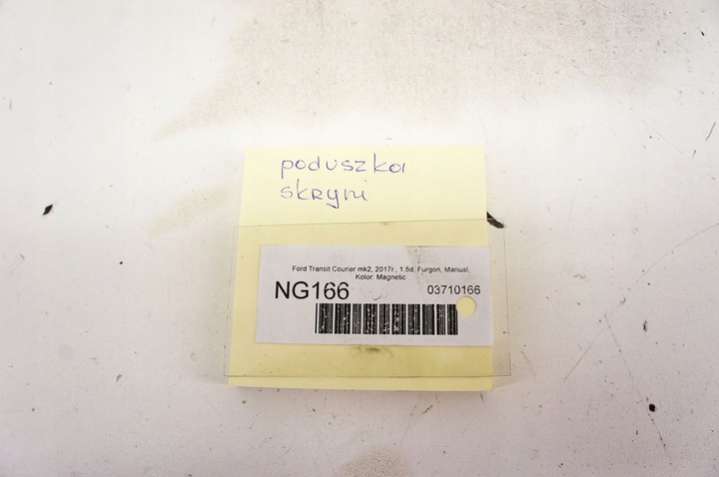 poduszka
skrzyni
Ford Transit Courier mk2, 2017r., 1.5d, Furgon, Manual,
Kolor: Magnetic
NG166 03710166